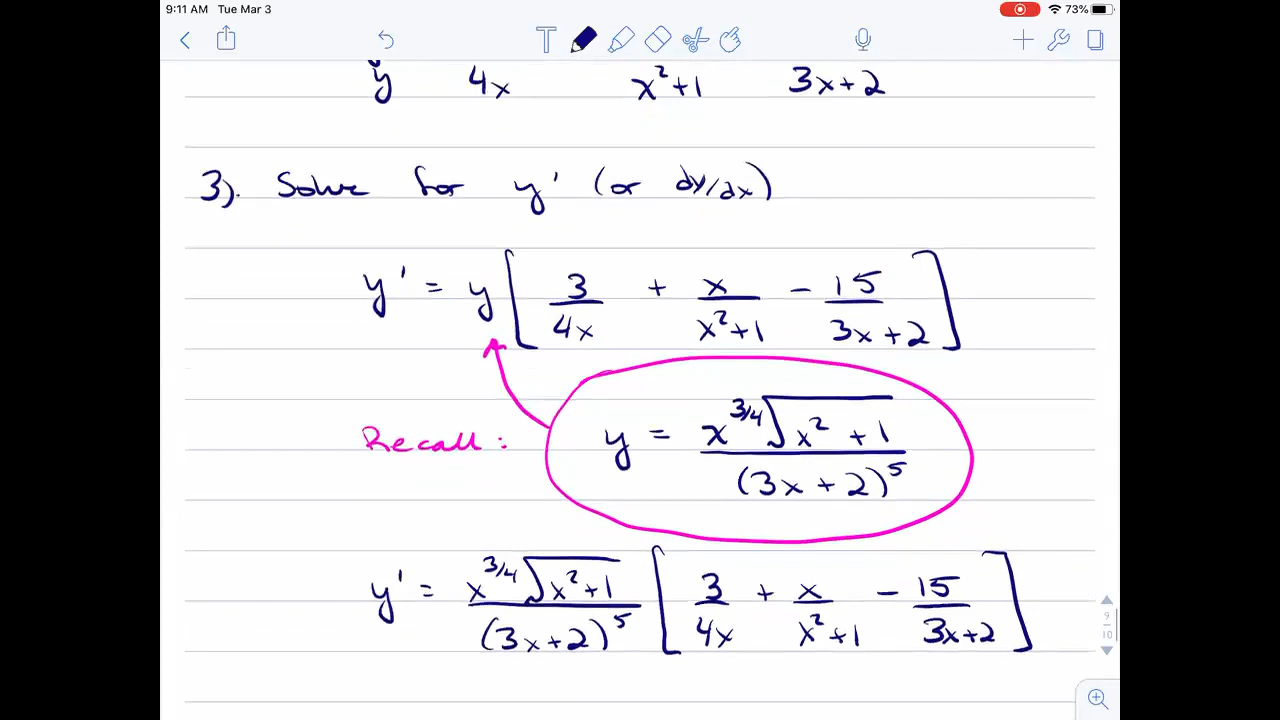 9:11 AM Tue Mar 3 73%
y 4x x²+1 3x+2
3). Solve for y' (or dy/dx)
y' = y [ 3/4x + x/x²+1 − 15/3x+2 ]
Recall: y = x^3/4 √x² + 1 / (3x + 2)^5
y' = x^3/4 √x²+1 / (3x+2)^5 [ 3/4x + x/x²+1 − 15/3x+2 ]
9/10